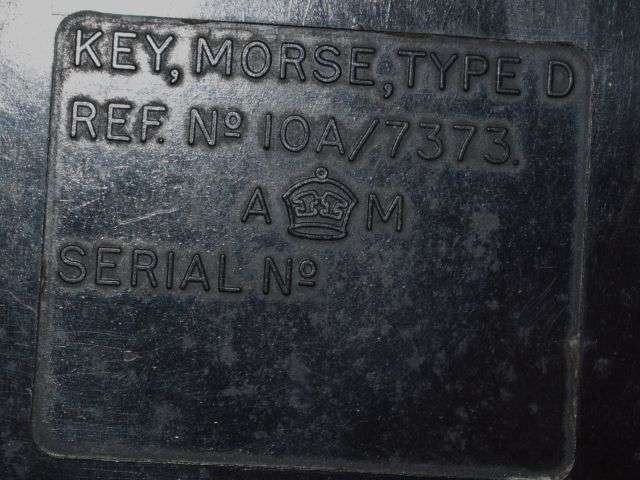 KEY, MORSE, TYPE D
REF. Nº 10A/7373.
A M
SERIAL Nº